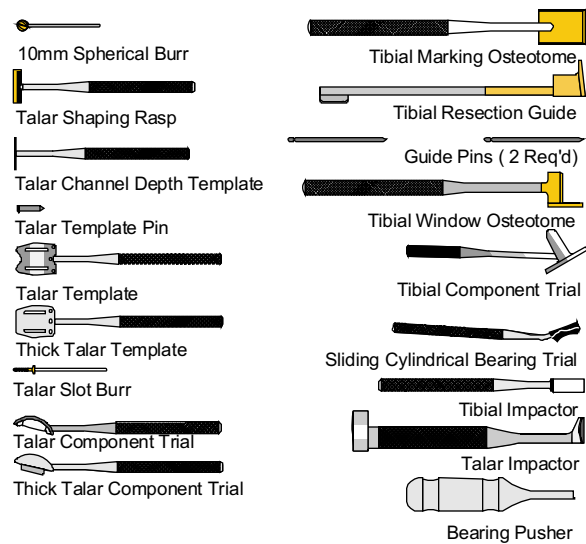 10mm Spherical Burr
Talar Shaping Rasp
Talar Channel Depth Template
Talar Template Pin
Talar Template
Thick Talar Template
Talar Slot Burr
Talar Component Trial
Thick Talar Component Trial
Tibial Marking Osteotome
Tibial Resection Guide
Guide Pins ( 2 Req'd)
Tibial Window Osteotome
Tibial Component Trial
Sliding Cylindrical Bearing Trial
Tibial Impactor
Talar Impactor
Bearing Pusher